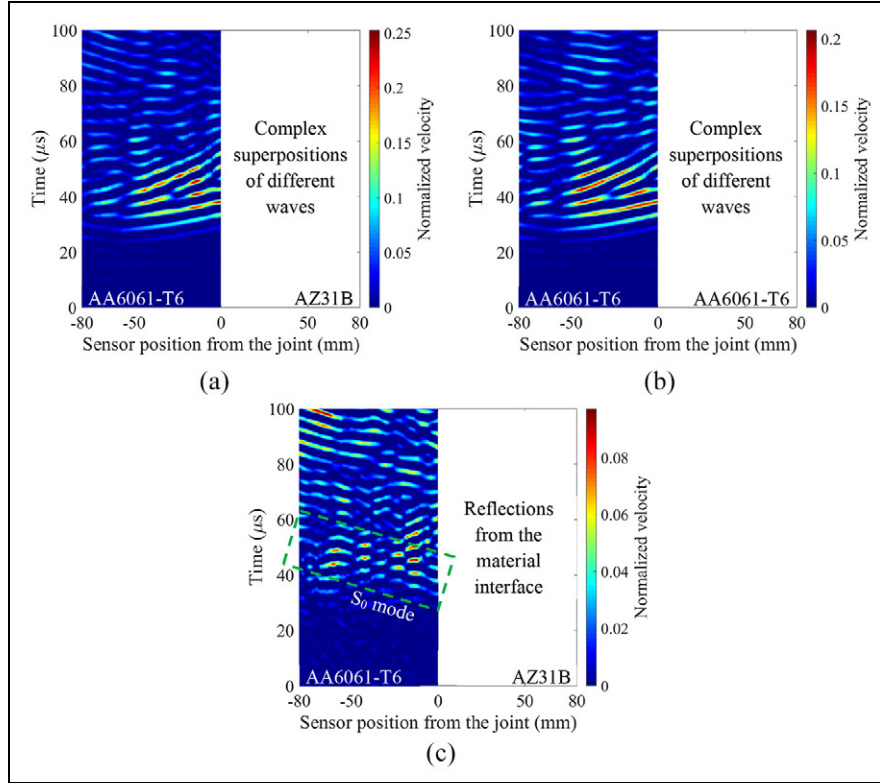 100
80
60
40
20
0
Time (μs)
AA6061-T6
AZ31B
Complex
superpositions
of different
waves
-80 -50 0 50 80
Sensor position from the joint (mm)
0.25
0.2
0.15
0.1
0.05
0
Normalized velocity
(a)
100
80
60
40
20
0
Time (μs)
AA6061-T6
AA6061-T6
Complex
superpositions
of different
waves
-80 -50 0 50 80
Sensor position from the joint (mm)
0.2
0.15
0.1
0.05
0
Normalized velocity
(b)
100
80
60
40
20
0
Time (μs)
S₀ mode
AA6061-T6
AZ31B
Reflections
from the
material
interface
-80 -50 0 50 80
Sensor position from the joint (mm)
0.08
0.06
0.04
0.02
0
Normalized velocity
(c)